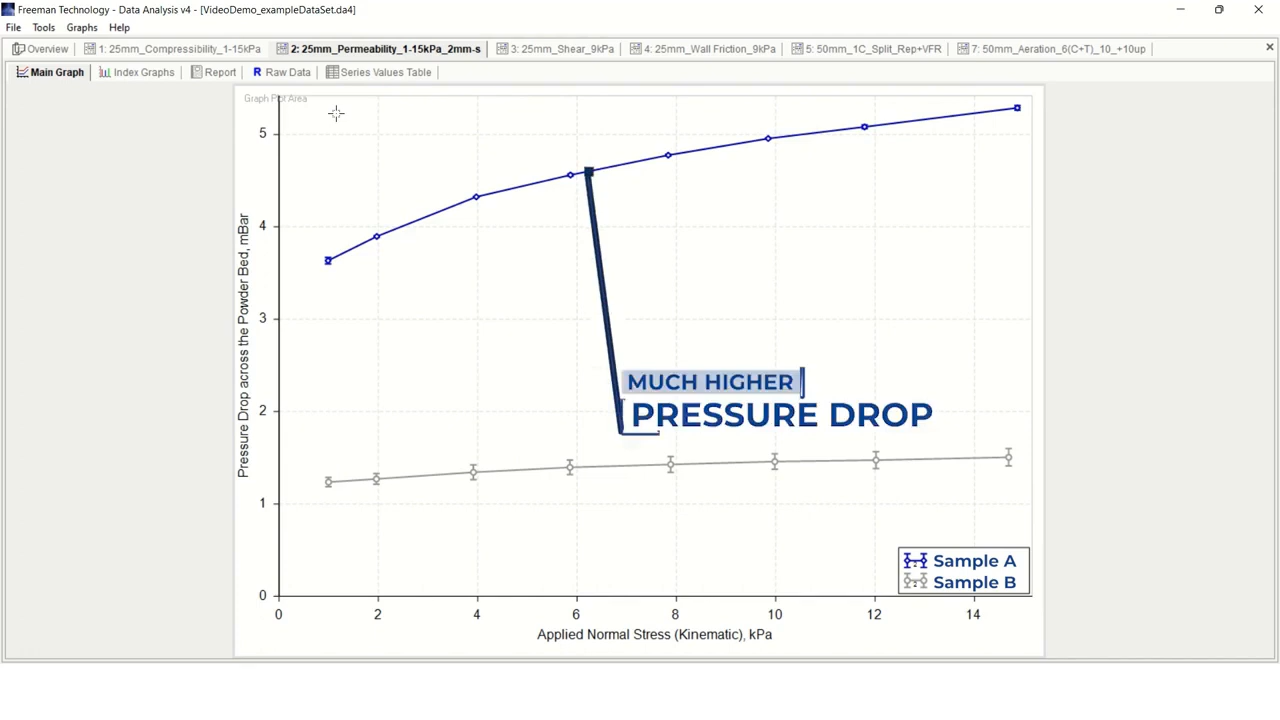 Freeman Technology - Data Analysis v4 - [VideoDemo_exampleDataSet.da4]
File Tools Graphs Help
Overview 1: 25mm_Compressibility_1-15kPa 2: 25mm_Permeability_1-15kPa_2mm-s 3: 25mm_Shear_9kPa 4: 25mm_Wall Friction_9kPa 5: 50mm_1C_Split_Rep+VFR 7: 50mm_Aeration_6(C+T)_10_+10up
Main Graph Index Graphs Report R Raw Data Series Values Table
Graph Plot Area
5
4
3
2
1
0
Pressure Drop across the Powder Bed, mBar
MUCH HIGHER
PRESSURE DROP
Sample A
Sample B
0 2 4 6 8 10 12 14
Applied Normal Stress (Kinematic), kPa